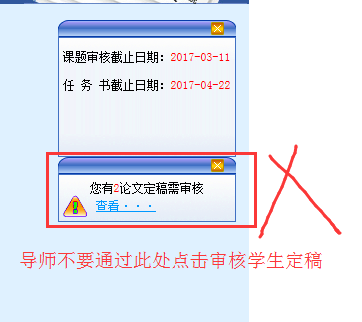 课题审核截止日期：2017-03-11
任 务 书截止日期：2017-04-22
您有2论文定稿需审核
查看···
导师不要通过此处点击审核学生定稿